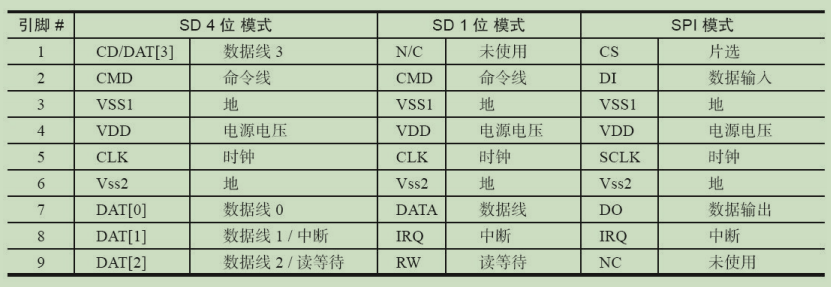 引脚 # SD 4 位 模式 SD 1 位 模式 SPI 模式
1 CD/DAT[3] 数据线 3 N/C 未使用 CS 片选
2 CMD 命令线 CMD 命令线 DI 数据输入
3 VSS1 地 VSS1 地 VSS1 地
4 VDD 电源电压 VDD 电源电压 VDD 电源电压
5 CLK 时钟 CLK 时钟 SCLK 时钟
6 Vss2 地 Vss2 地 Vss2 地
7 DAT[0] 数据线 0 DATA 数据线 DO 数据输出
8 DAT[1] 数据线 1 / 中断 IRQ 中断 IRQ 中断
9 DAT[2] 数据线 2 / 读等待 RW 读等待 NC 未使用